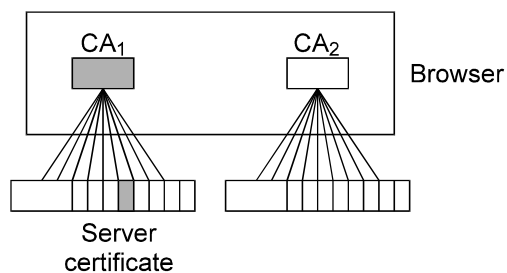 CA₁
CA₂
Browser
Server
certificate